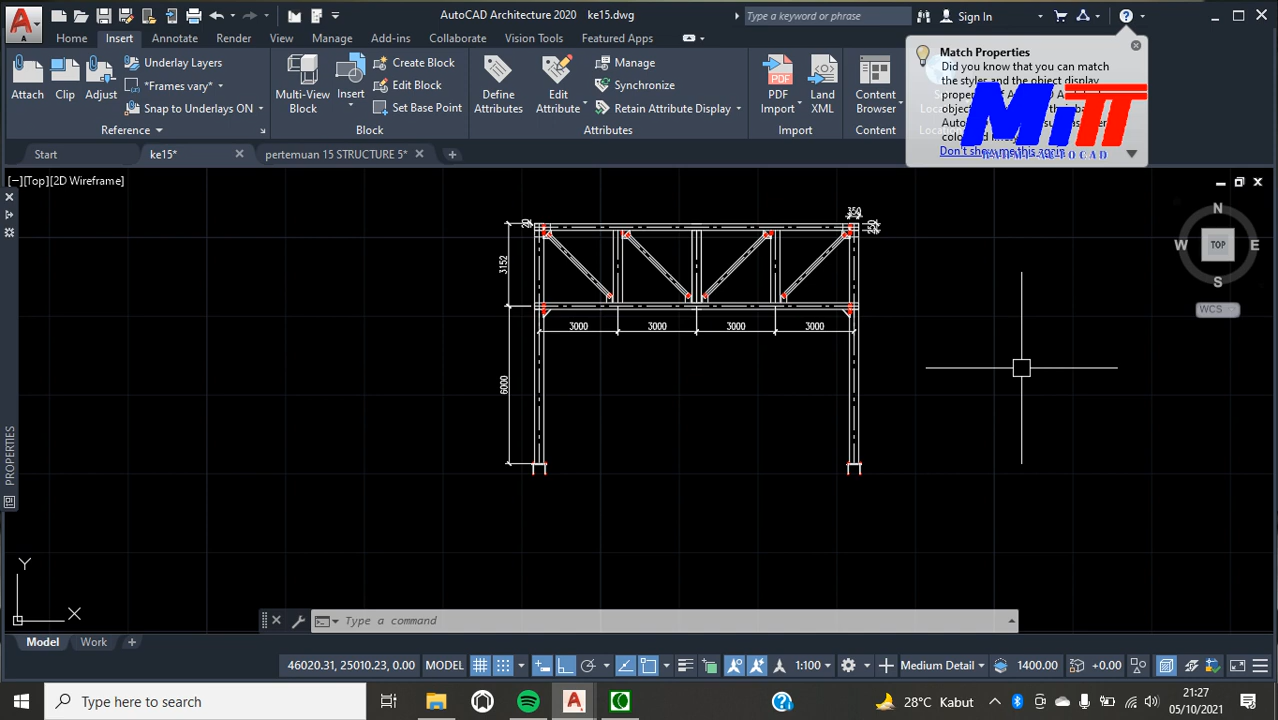 AutoCAD Architecture 2020 ke15.dwg
Type a keyword or phrase
Sign In
Home Insert Annotate Render View Manage Add-ins Collaborate Vision Tools Featured Apps
Attach
Clip
Adjust
Underlay Layers
*Frames vary*
Snap to Underlays ON
Reference
Multi-View
Block
Insert
Create Block
Edit Block
Set Base Point
Block
Define
Attributes
Edit
Attribute
Manage
Synchronize
Retain Attribute Display
Attributes
PDF
Import
Land
XML
Import
Content
Browser
Content
Match Properties
Did you know that you can match
the styles and the object display
Don't show me this again
MiTT
Start
ke15*
pertemuan 15 STRUCTURE 5*
[−][Top][2D Wireframe]
N
W TOP E
S
WCS
350
20
250
3152
3000 3000 3000 3000
6000
PROPERTIES
Y
X
Type a command
Model Work
46020.31, 25010.23, 0.00 MODEL 1:100 Medium Detail 1400.00 +0.00
Type here to search
28°C Kabut
21:27
05/10/2021